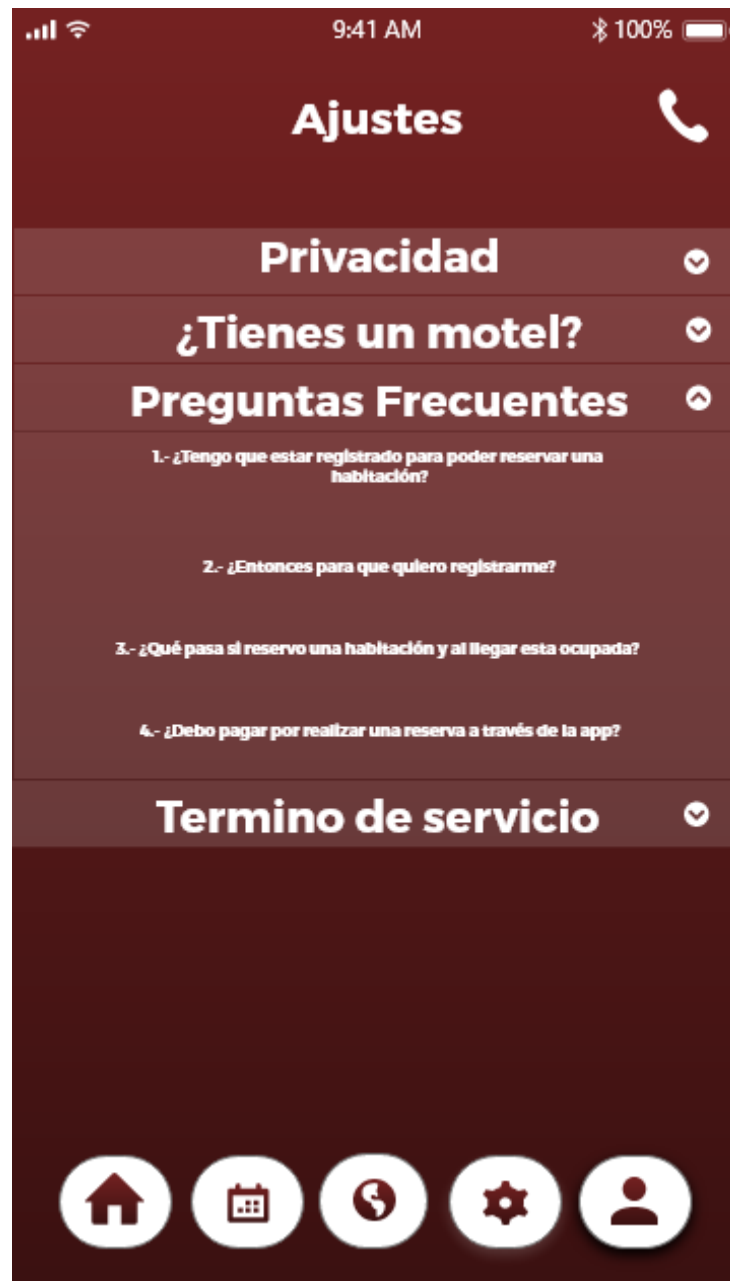 9:41 AM
100%
Ajustes
Privacidad
¿Tienes un motel?
Preguntas Frecuentes
1.- ¿Tengo que estar registrado para poder reservar una
habitación?
2.- ¿Entonces para que quiero registrarme?
3.- ¿Qué pasa si reservo una habitación y al llegar esta ocupada?
4.- ¿Debo pagar por realizar una reserva a través de la app?
Termino de servicio